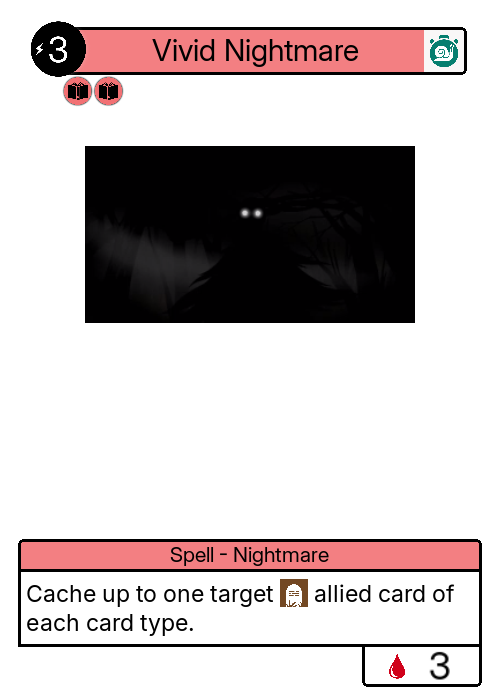 3 Vivid Nightmare
Spell - Nightmare
Cache up to one target allied card of
each card type.
3